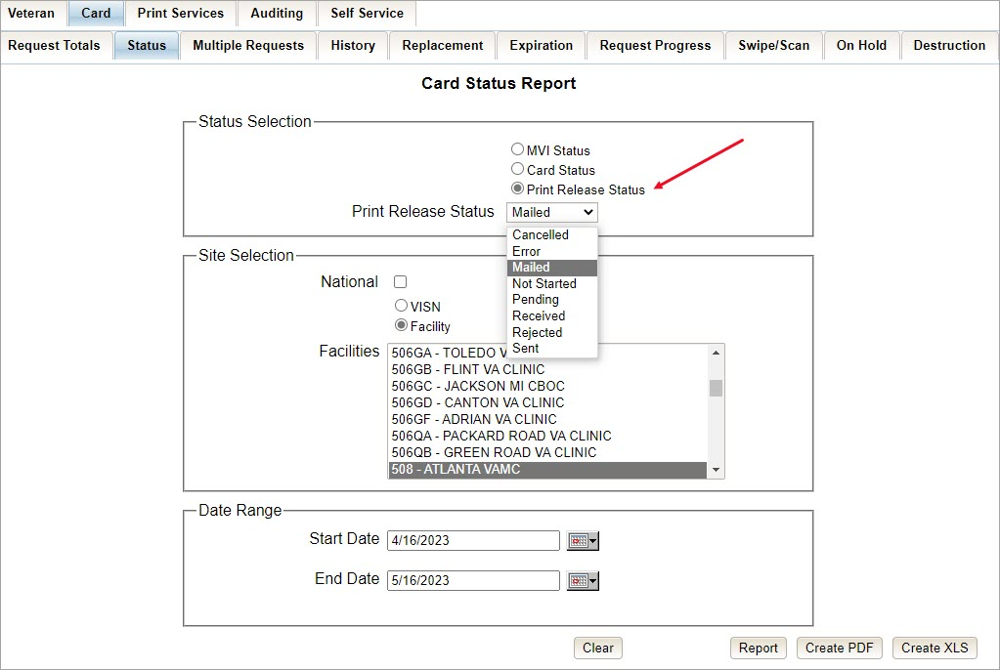 Veteran Card Print Services Auditing Self Service
Request Totals Status Multiple Requests History Replacement Expiration Request Progress Swipe/Scan On Hold Destruction
Card Status Report
Status Selection
MVI Status
Card Status
Print Release Status
Print Release Status Mailed
Cancelled
Error
Mailed
Not Started
Pending
Received
Rejected
Sent
Site Selection
National
VISN
Facility
Facilities
506GA - TOLEDO V
506GB - FLINT VA CLINIC
506GC - JACKSON MI CBOC
506GD - CANTON VA CLINIC
506GF - ADRIAN VA CLINIC
506QA - PACKARD ROAD VA CLINIC
506QB - GREEN ROAD VA CLINIC
508 - ATLANTA VAMC
Date Range
Start Date 4/16/2023
End Date 5/16/2023
Clear Report Create PDF Create XLS